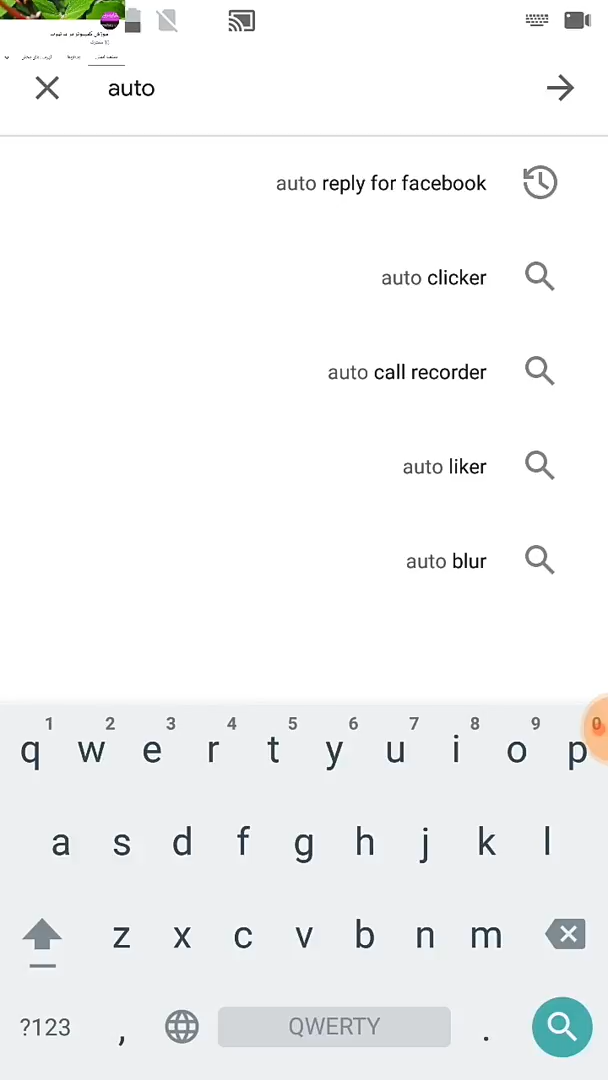 auto
auto reply for facebook
auto clicker
auto call recorder
auto liker
auto blur
1 2 3 4 5 6 7 8 9 0
q w e r t y u i o p
a s d f g h j k l
z x c v b n m
?123 , QWERTY .